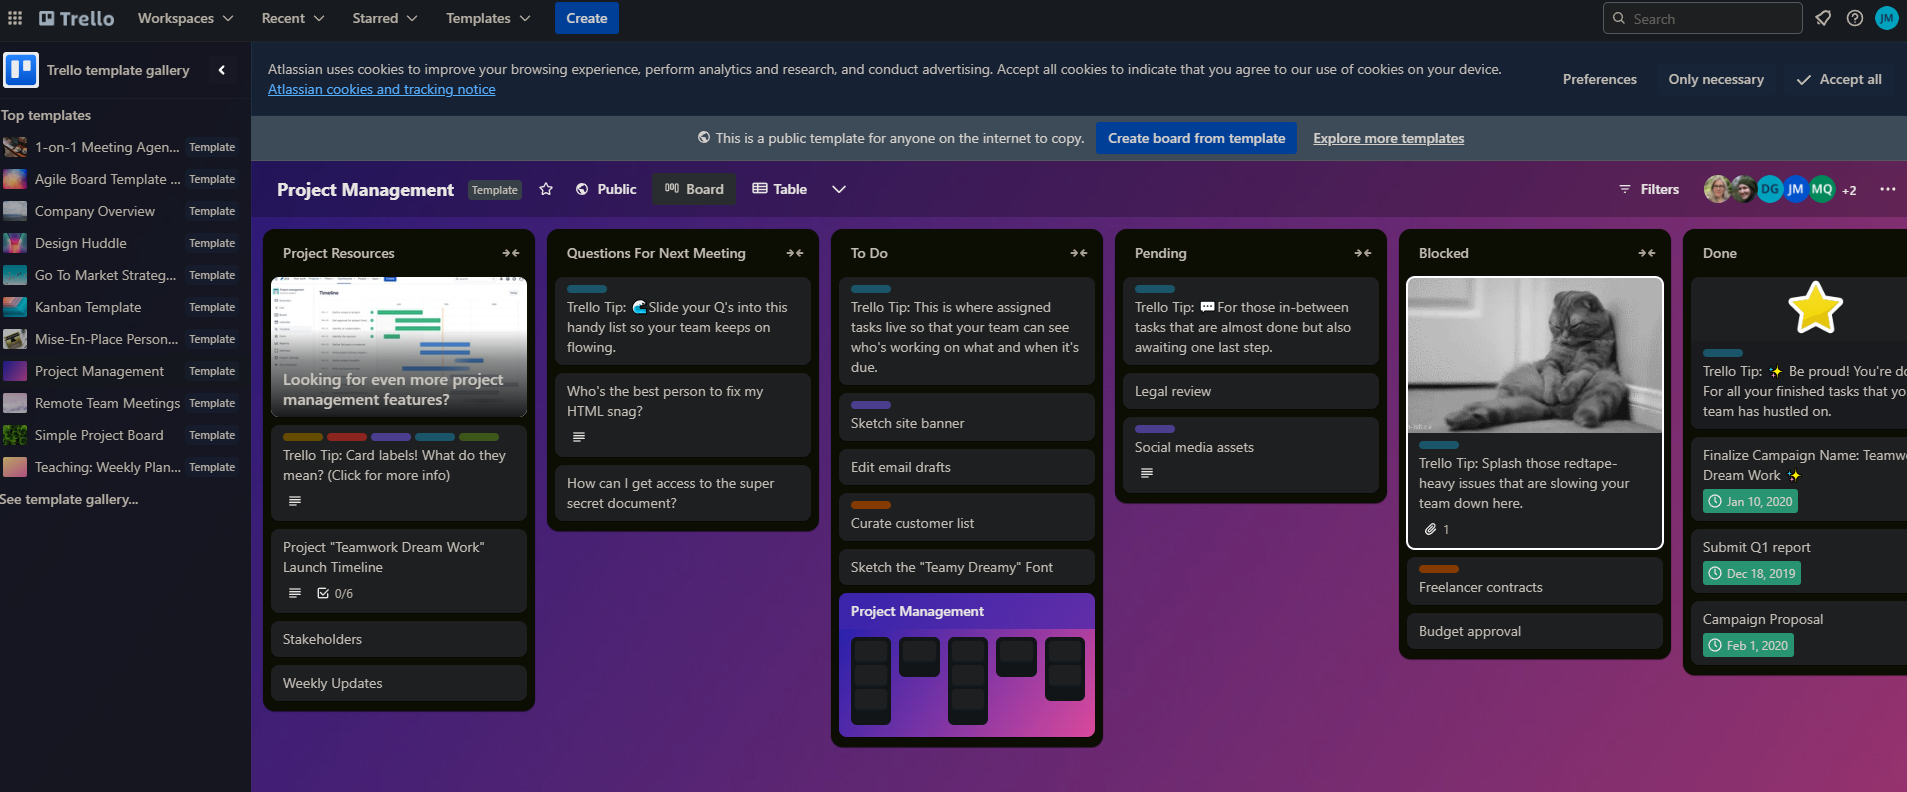 Trello
Workspaces
Recent
Starred
Templates
Create
Search
JM
Trello template gallery
Top templates
1-on-1 Meeting Agen... Template
Agile Board Template ... Template
Company Overview Template
Design Huddle Template
Go To Market Strateg... Template
Kanban Template Template
Mise-En-Place Person... Template
Project Management Template
Remote Team Meetings Template
Simple Project Board Template
Teaching: Weekly Plan... Template
See template gallery...
Atlassian uses cookies to improve your browsing experience, perform analytics and research, and conduct advertising. Accept all cookies to indicate that you agree to our use of cookies on your device.
Atlassian cookies and tracking notice
Preferences
Only necessary
Accept all
This is a public template for anyone on the internet to copy.
Create board from template
Explore more templates
Project Management
Template
Public
Board
Table
Filters
DG
JM
MQ
+2
Project Resources
Timeline
Looking for even more project
management features?
Trello Tip: Card labels! What do they
mean? (Click for more info)
Project "Teamwork Dream Work"
Launch Timeline
0/6
Stakeholders
Weekly Updates
Questions For Next Meeting
Trello Tip: 🌊Slide your Q's into this
handy list so your team keeps on
flowing.
Who's the best person to fix my
HTML snag?
How can I get access to the super
secret document?
To Do
Trello Tip: This is where assigned
tasks live so that your team can see
who's working on what and when it's
due.
Sketch site banner
Edit email drafts
Curate customer list
Sketch the "Teamy Dreamy" Font
Project Management
Pending
Trello Tip: 💬For those in-between
tasks that are almost done but also
awaiting one last step.
Legal review
Social media assets
Blocked
Trello Tip: Splash those redtape-
heavy issues that are slowing your
team down here.
1
Freelancer contracts
Budget approval
Done
Trello Tip: ✨ Be proud! You're do
For all your finished tasks that yo
team has hustled on.
Finalize Campaign Name: Teamw
Dream Work ✨
Jan 10, 2020
Submit Q1 report
Dec 18, 2019
Campaign Proposal
Feb 1, 2020